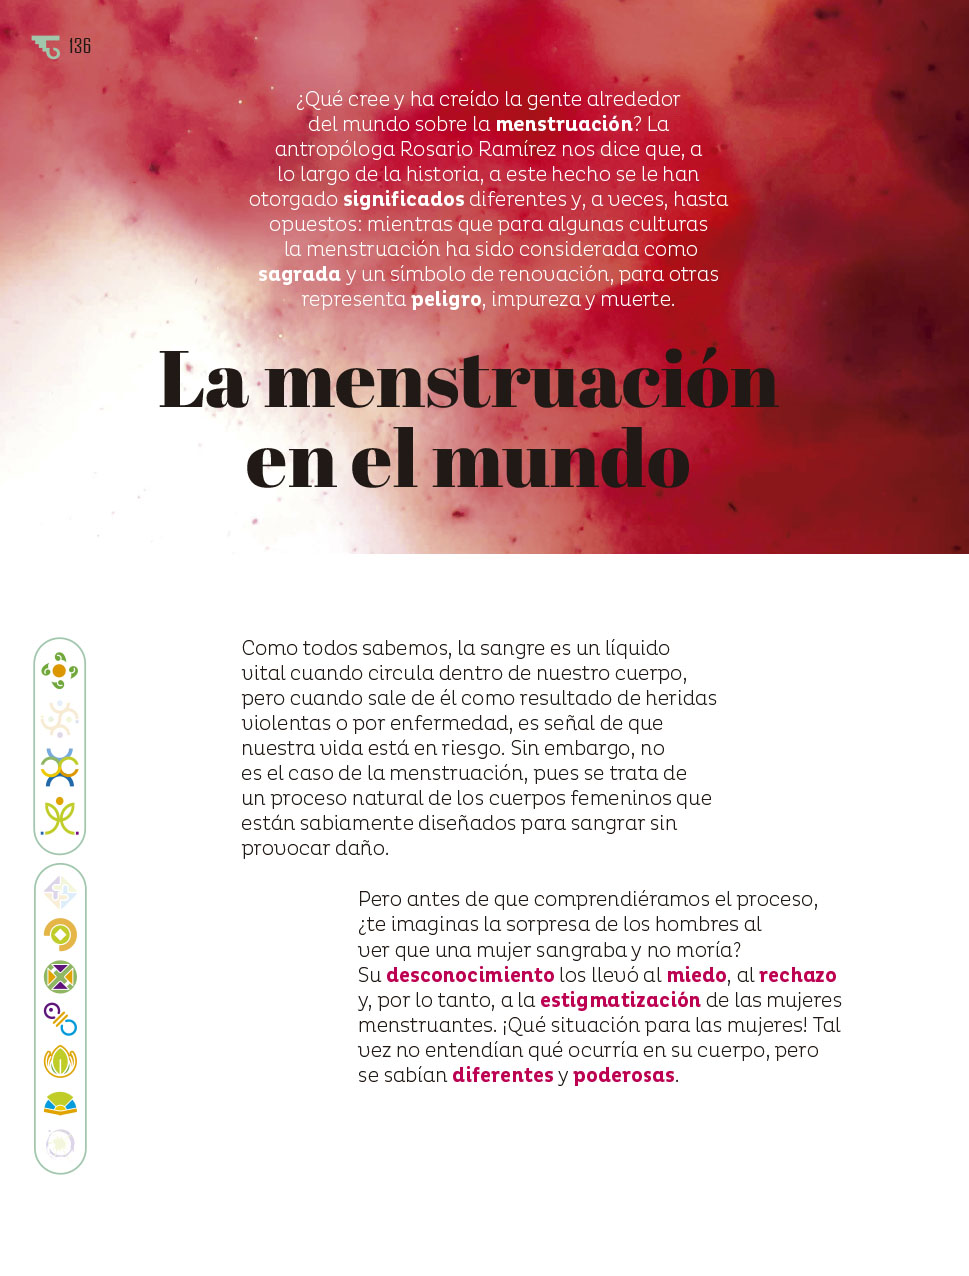 136
¿Qué cree y ha creído la gente alrededor
del mundo sobre la menstruación? La
antropóloga Rosario Ramírez nos dice que, a
lo largo de la historia, a este hecho se le han
otorgado significados diferentes y, a veces, hasta
opuestos: mientras que para algunas culturas
la menstruación ha sido considerada como
sagrada y un símbolo de renovación, para otras
representa peligro, impureza y muerte.
La menstruación
en el mundo
Como todos sabemos, la sangre es un líquido
vital cuando circula dentro de nuestro cuerpo,
pero cuando sale de él como resultado de heridas
violentas o por enfermedad, es señal de que
nuestra vida está en riesgo. Sin embargo, no
es el caso de la menstruación, pues se trata de
un proceso natural de los cuerpos femeninos que
están sabiamente diseñados para sangrar sin
provocar daño.
Pero antes de que comprendiéramos el proceso,
¿te imaginas la sorpresa de los hombres al
ver que una mujer sangraba y no moría?
Su desconocimiento los llevó al miedo, al rechazo
y, por lo tanto, a la estigmatización de las mujeres
menstruantes. ¡Qué situación para las mujeres! Tal
vez no entendían qué ocurría en su cuerpo, pero
se sabían diferentes y poderosas.